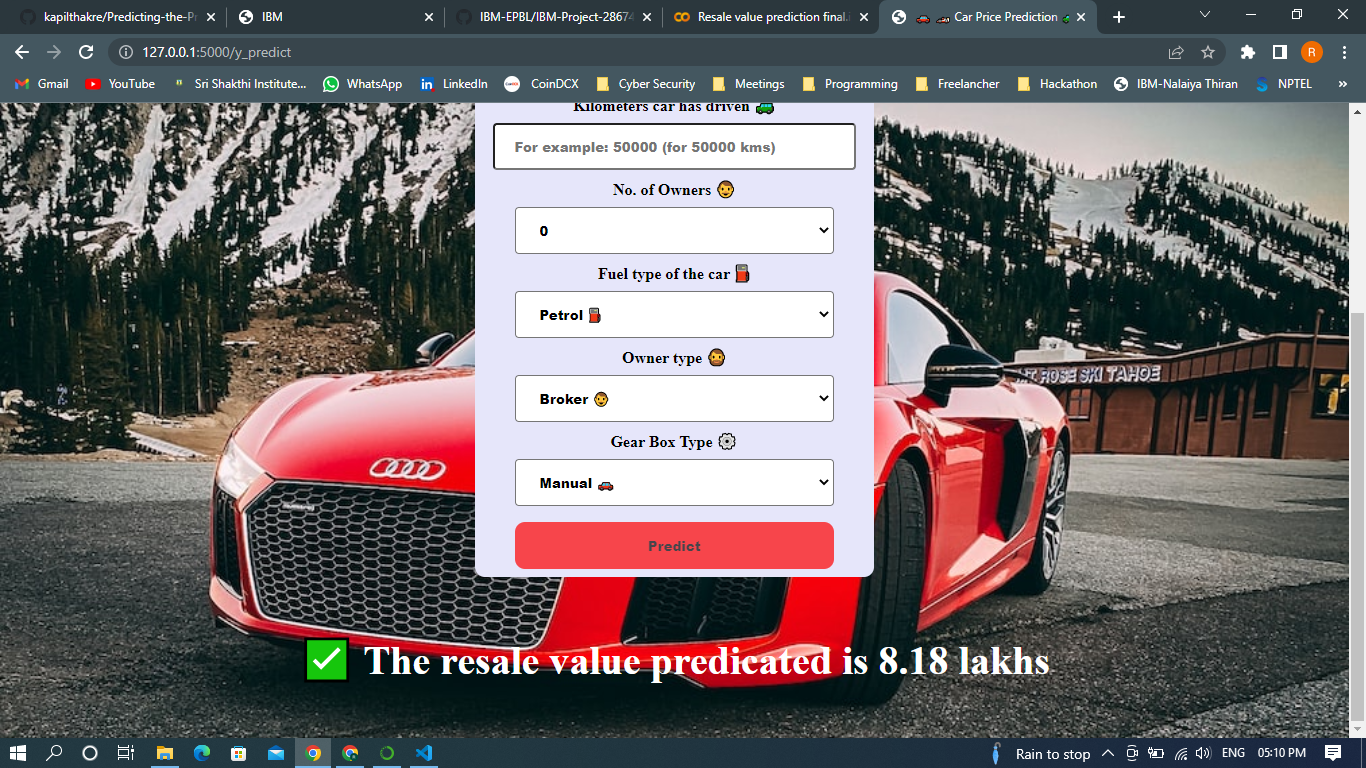 kapilthakre/Predicting-the-Pr
IBM
IBM-EPBL/IBM-Project-28674
Resale value prediction final.i
Car Price Prediction
127.0.0.1:5000/y_predict
R
Gmail
YouTube
Sri Shakthi Institute...
WhatsApp
LinkedIn
CoinDCX
Cyber Security
Meetings
Programming
Freelancher
Hackathon
IBM-Nalaiya Thiran
NPTEL
»
Kilometers car has driven 🚙
For example: 50000 (for 50000 kms)
No. of Owners 🧔
0
Fuel type of the car ⛽
Petrol ⛽
Owner type 🧔
Broker 🧔
Gear Box Type ⚙
Manual 🚗
Predict
ROSE SKI TAHOE
✅ The resale value predicated is 8.18 lakhs
Rain to stop
ENG
05:10 PM